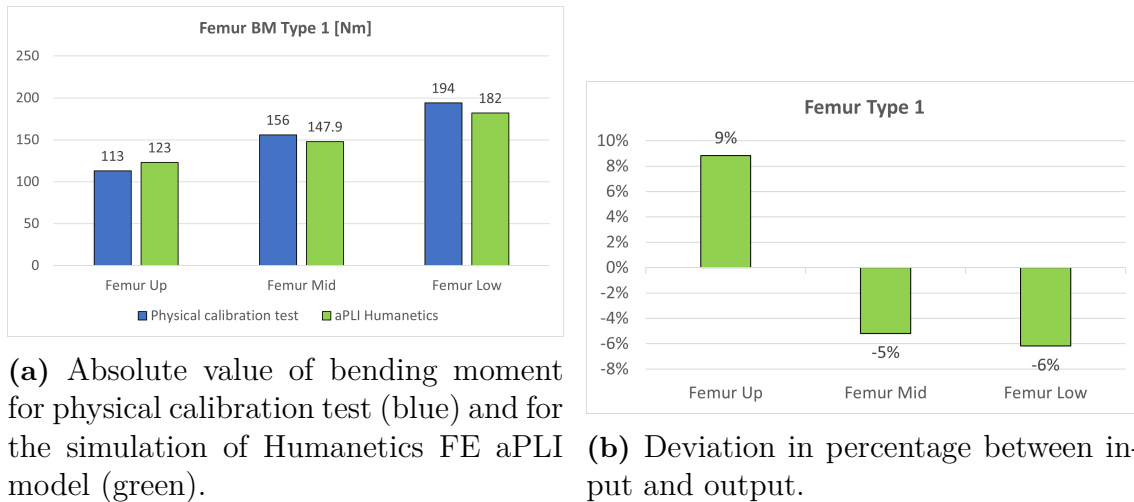 Femur BM Type 1 [Nm]
250
200
150
100
50
0
113
123
156
147.9
194
182
Femur Up
Femur Mid
Femur Low
Physical calibration test
aPLI Humanetics
(a) Absolute value of bending moment
for physical calibration test (blue) and for
the simulation of Humanetics FE aPLI
model (green).
Femur Type 1
10%
8%
6%
4%
2%
0%
-2%
-4%
-6%
-8%
9%
-5%
-6%
Femur Up
Femur Mid
Femur Low
(b) Deviation in percentage between in-
put and output.